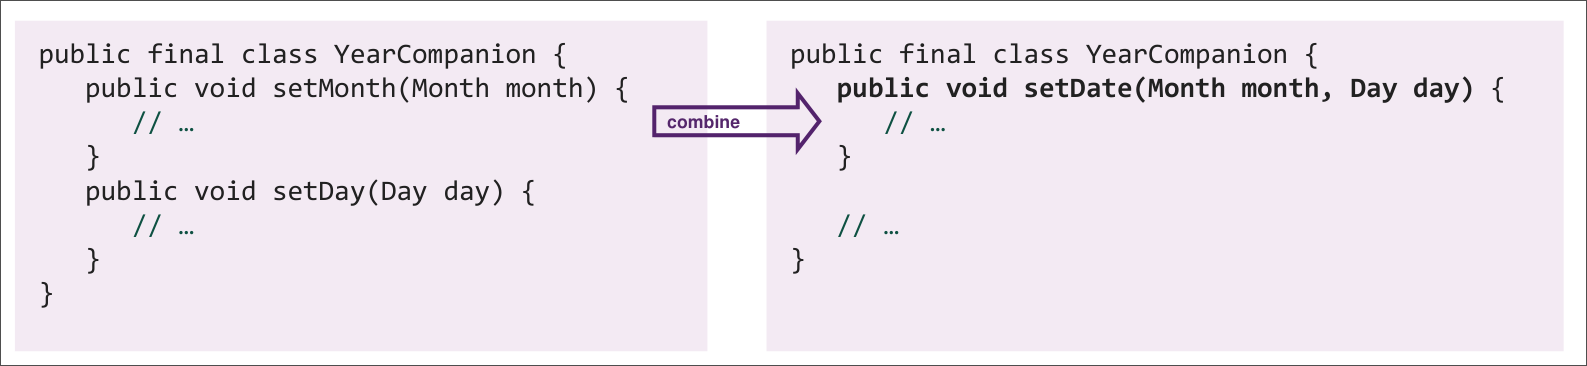 public final class YearCompanion {
   public void setMonth(Month month) {
      // …
   }
   public void setDay(Day day) {
      // …
   }
}
combine
public final class YearCompanion {
   public void setDate(Month month, Day day) {
      // …
   }

   // …
}